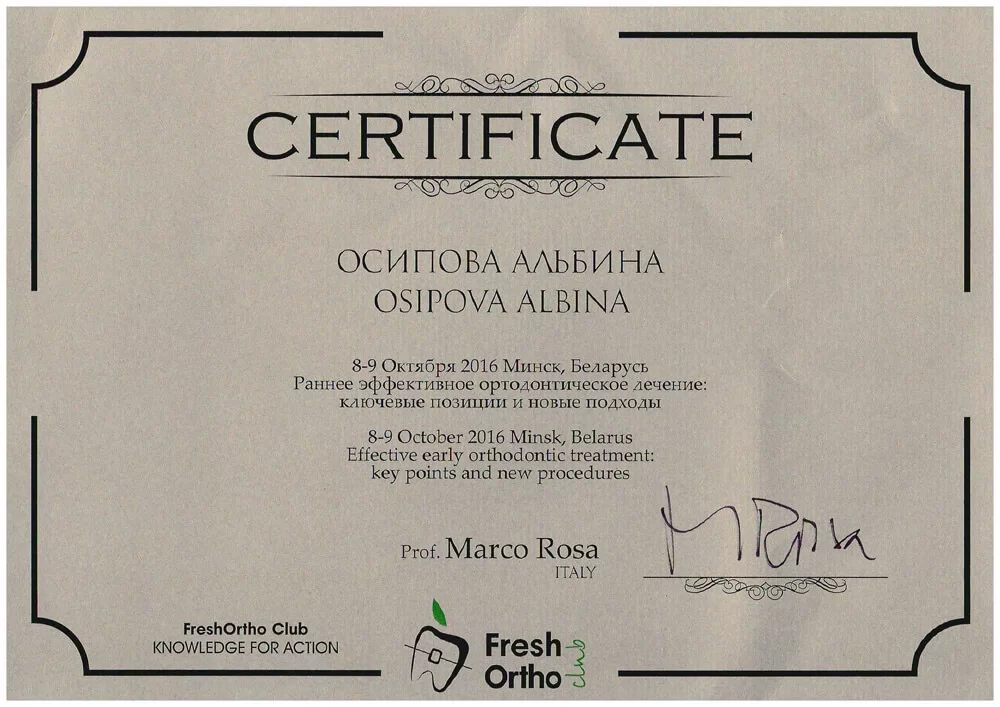 CERTIFICATE
ОСИПОВА АЛЬБИНА
OSIPOVA ALBINA
8-9 Октября 2016 Минск, Беларусь
Раннее эффективное ортодонтическое лечение:
ключевые позиции и новые подходы
8-9 October 2016 Minsk, Belarus
Effective early orthodontic treatment:
key points and new procedures
Prof. Marco Rosa
ITALY
M Rosa
FreshOrtho Club
KNOWLEDGE FOR ACTION
Fresh
Ortho
club